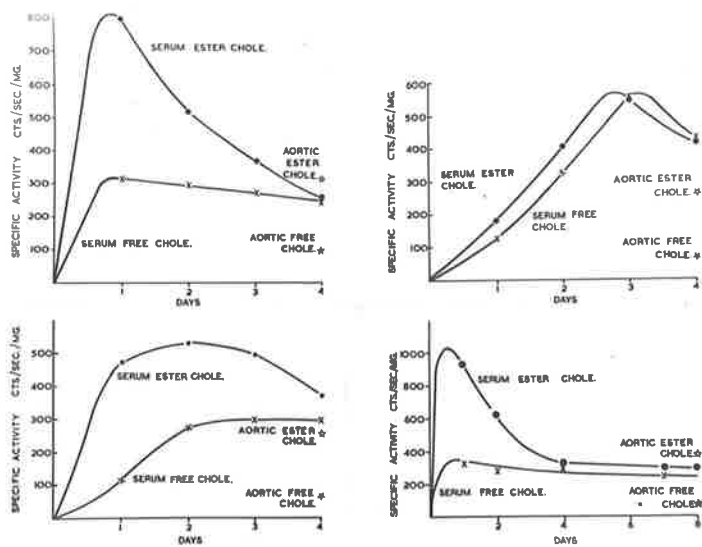 SPECIFIC ACTIVITY CTS/SEC/MG.
800
700
600
500
400
300
200
100
SERUM ESTER CHOLE.
AORTIC
ESTER
CHOLE.
SERUM FREE CHOLE.
AORTIC FREE
CHOLE.
1
2
3
4
DAYS
SPECIFIC ACTIVITY CTS/SEC/MG.
600
500
400
300
200
100
SERUM ESTER
CHOLE.
SERUM FREE
CHOLE.
AORTIC ESTER
CHOLE.
AORTIC FREE
CHOLE.
1
2
3
4
DAYS
SPECIFIC ACTIVITY CTS/SEC/MG.
500
400
300
200
100
SERUM ESTER CHOLE.
AORTIC ESTER
CHOLE.
SERUM FREE CHOLE.
AORTIC FREE
CHOLE.
1
2
3
4
DAYS
SPECIFIC ACTIVITY CTS/SEC/MG.
1000
800
600
400
200
SERUM ESTER CHOLE.
AORTIC ESTER
CHOLE
SERUM FREE CHOLE.
AORTIC FREE
CHOLE
2
4
6
8
DAYS